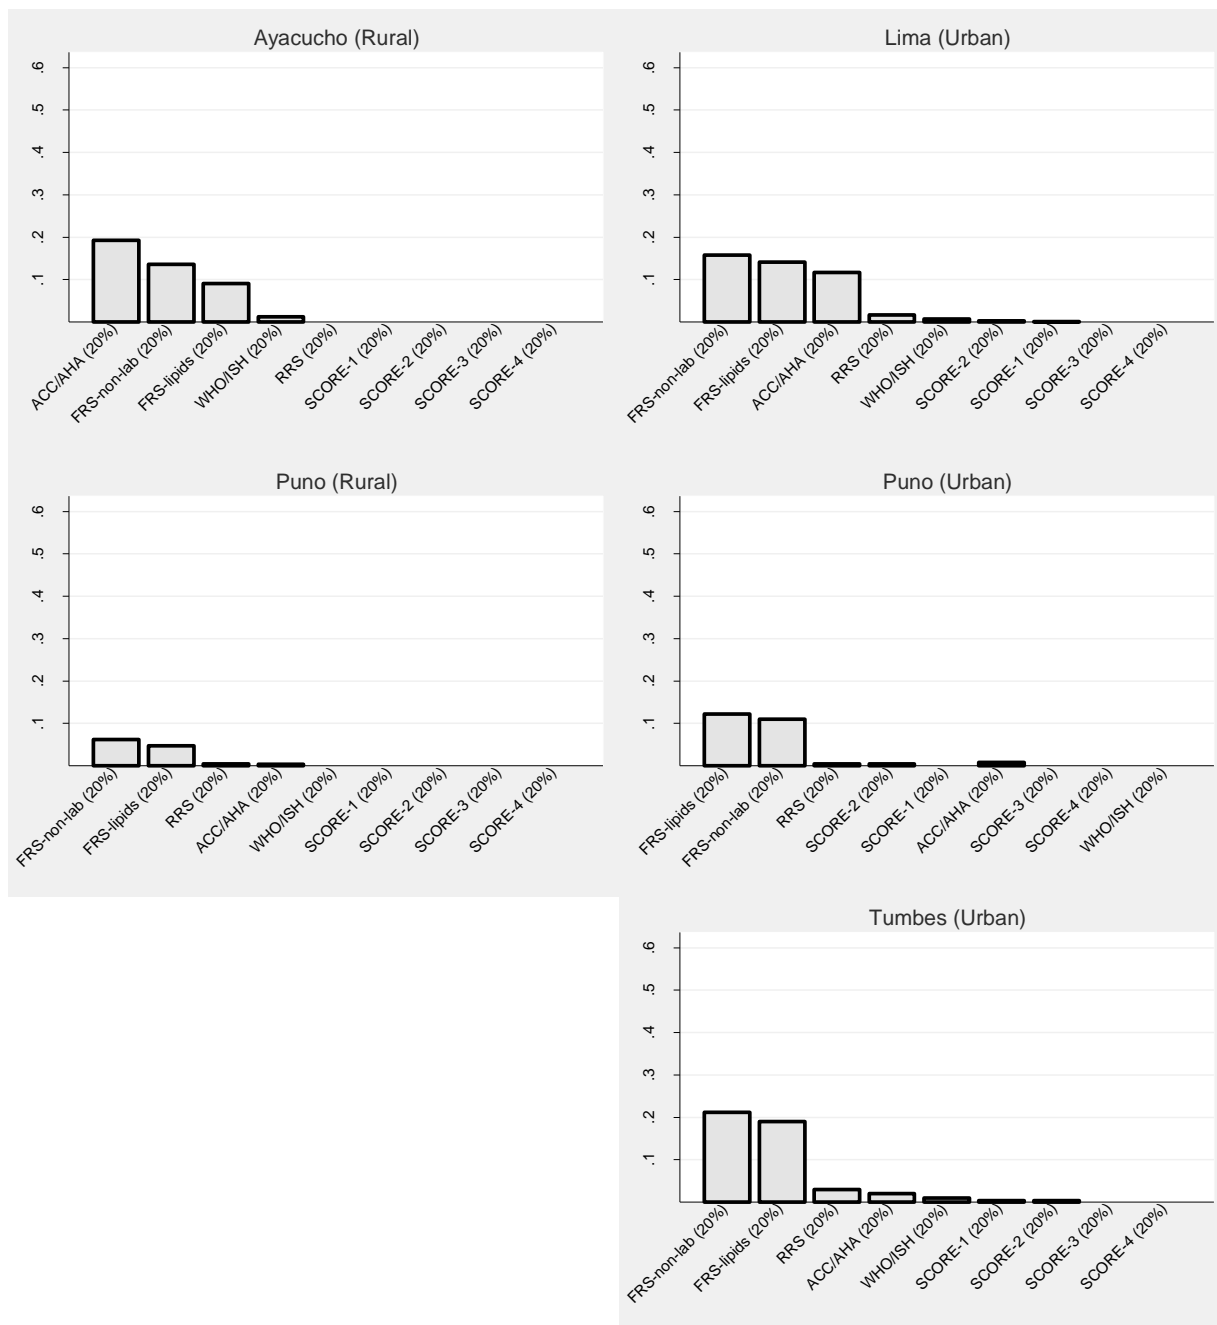 Ayacucho (Rural)
.6
.5
.4
.3
.2
.1
ACC/AHA (20%)
FRS-non-lab (20%)
FRS-lipids (20%)
WHO/ISH (20%)
RRS (20%)
SCORE-1 (20%)
SCORE-2 (20%)
SCORE-3 (20%)
SCORE-4 (20%)
Lima (Urban)
.6
.5
.4
.3
.2
.1
FRS-non-lab (20%)
FRS-lipids (20%)
ACC/AHA (20%)
RRS (20%)
WHO/ISH (20%)
SCORE-2 (20%)
SCORE-1 (20%)
SCORE-3 (20%)
SCORE-4 (20%)
Puno (Rural)
.6
.5
.4
.3
.2
.1
FRS-non-lab (20%)
FRS-lipids (20%)
RRS (20%)
ACC/AHA (20%)
WHO/ISH (20%)
SCORE-1 (20%)
SCORE-2 (20%)
SCORE-3 (20%)
SCORE-4 (20%)
Puno (Urban)
.6
.5
.4
.3
.2
.1
FRS-lipids (20%)
FRS-non-lab (20%)
RRS (20%)
SCORE-2 (20%)
SCORE-1 (20%)
ACC/AHA (20%)
SCORE-3 (20%)
SCORE-4 (20%)
WHO/ISH (20%)
Tumbes (Urban)
.6
.5
.4
.3
.2
.1
FRS-non-lab (20%)
FRS-lipids (20%)
RRS (20%)
ACC/AHA (20%)
WHO/ISH (20%)
SCORE-1 (20%)
SCORE-2 (20%)
SCORE-3 (20%)
SCORE-4 (20%)